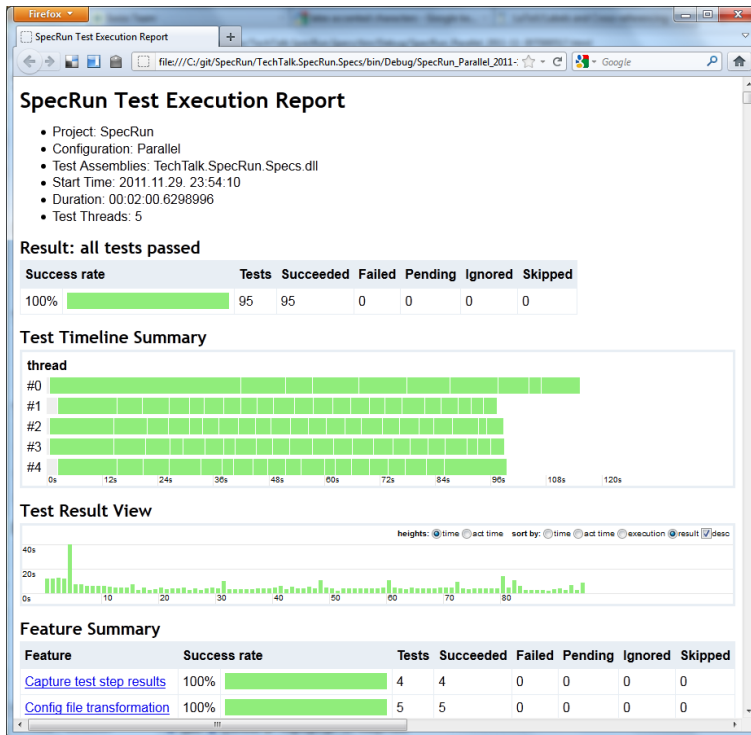 Firefox
SpecRun Test Execution Report
+
file:///C:/git/SpecRun/TechTalk.SpecRun.Specs/bin/Debug/SpecRun_Parallel_2011-
Google
SpecRun Test Execution Report
Project: SpecRun
Configuration: Parallel
Test Assemblies: TechTalk.SpecRun.Specs.dll
Start Time: 2011.11.29. 23:54:10
Duration: 00:02:00.6298996
Test Threads: 5
Result: all tests passed
Success rate Tests Succeeded Failed Pending Ignored Skipped
100% 95 95 0 0 0 0
Test Timeline Summary
thread
#0
#1
#2
#3
#4
0s 12s 24s 36s 48s 60s 72s 84s 96s 108s 120s
Test Result View
heights: time act time sort by: time act time execution result desc
40s
20s
0s 10 20 30 40 50 60 70 80
Feature Summary
Feature Success rate Tests Succeeded Failed Pending Ignored Skipped
Capture test step results 100% 4 4 0 0 0 0
Config file transformation 100% 5 5 0 0 0 0